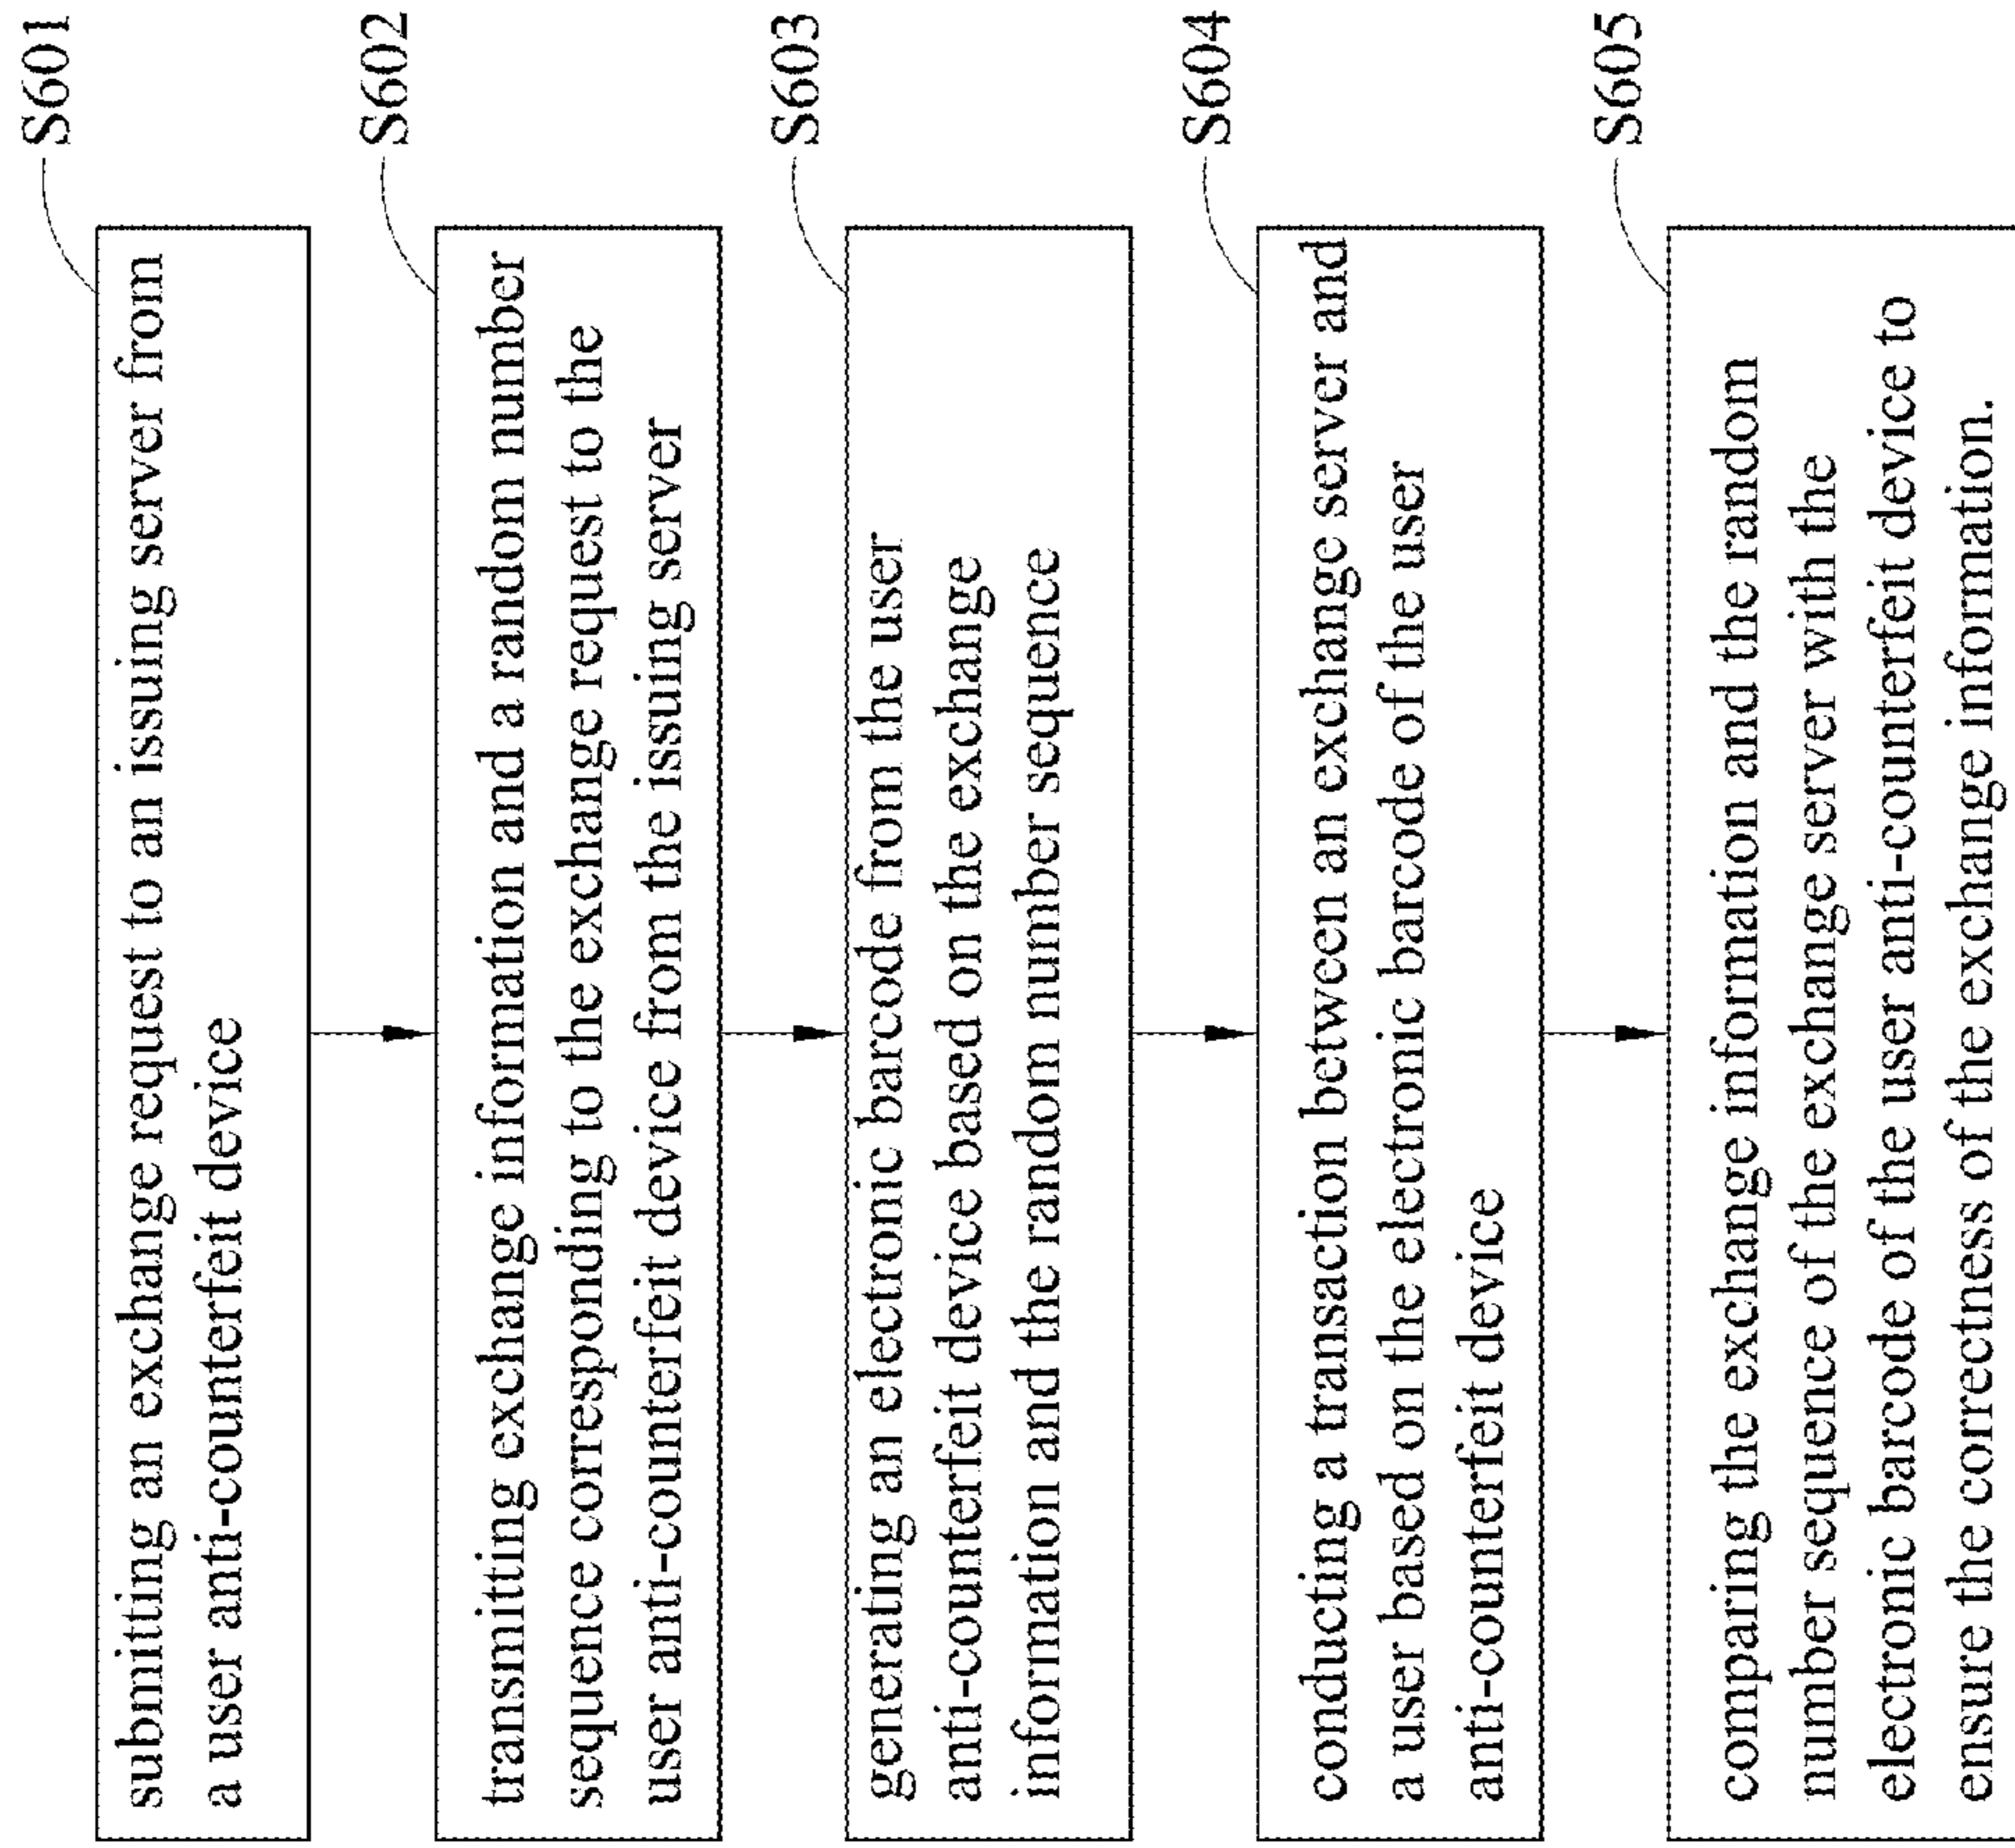 S601
submiting an exchange request to an issuing server from
a user anti-counterfeit device
S602
transmitting exchange information and a random number
sequence corresponding to the exchange request to the
user anti-counterfeit device from the issuing server
S603
generating an electronic barcode from the user
anti-counterfeit device based on the exchange
information and the random number sequence
S604
conducting a transaction between an exchange server and
a user based on the electronic barcode of the user
anti-counterfeit device
S605
comparing the exchange information and the random
number sequence of the exchange server with the
electronic barcode of the user anti-counterfeit device to
ensure the correctness of the exchange information.